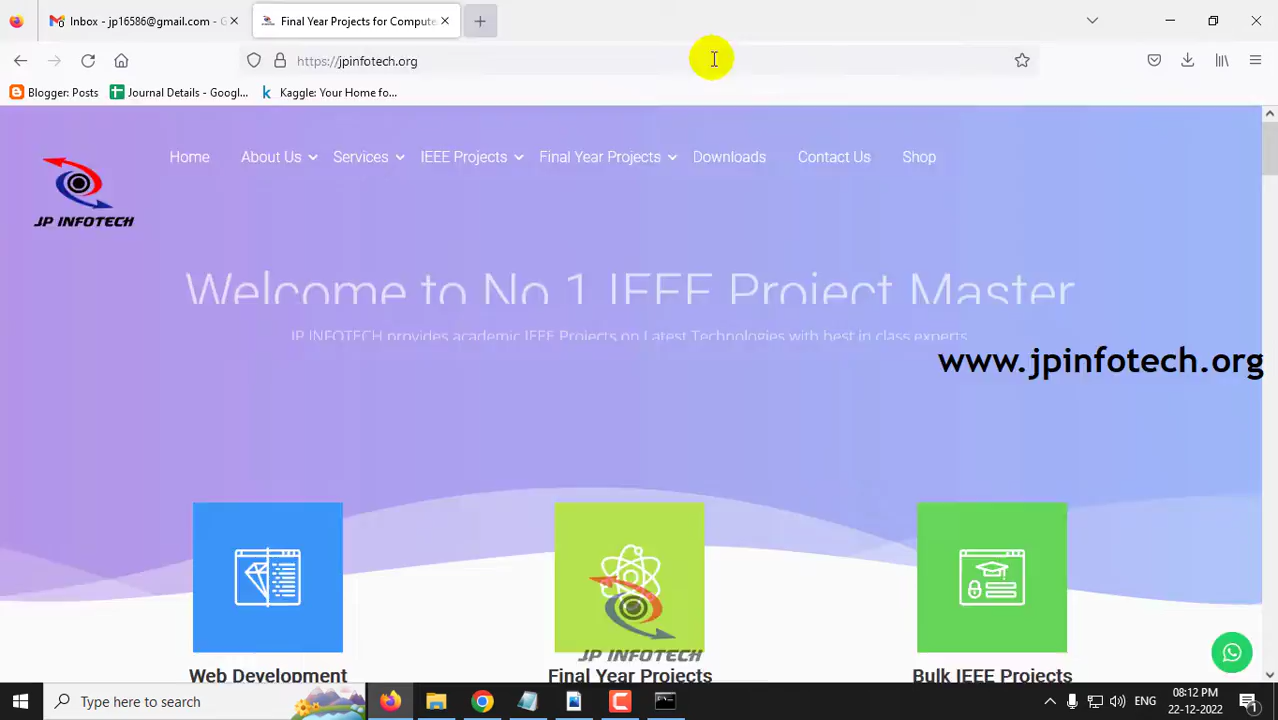 Inbox - jp16586@gmail.com - G
Final Year Projects for Compute
https://jpinfotech.org
Blogger: Posts
Journal Details - Googl...
Kaggle: Your Home fo...
Home
About Us
Services
IEEE Projects
Final Year Projects
Downloads
Contact Us
Shop
JP INFOTECH
Welcome to No 1 IEEE Project Master
JP INFOTECH provides academic IEEE Projects on Latest Technologies with best in class experts
www.jpinfotech.org
JP INFOTECH
Web Development
Final Year Projects
Bulk IEEE Projects
Type here to search
ENG
08:12 PM
22-12-2022
1